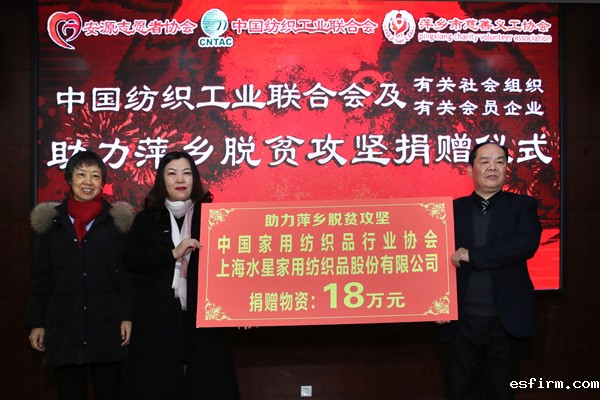 安源志愿者协会
CNTAC
中国纺织工业联合会
萍乡市慈善义工协会
pingxiang charity volunteer association
中国纺织工业联合会及 有关社会组织
有关会员企业
助力萍乡脱贫攻坚捐赠仪式
助力萍乡脱贫攻坚
中国家用纺织品行业协会
上海水星家用纺织品股份有限公司
捐赠物资：18万元
esfirm.com